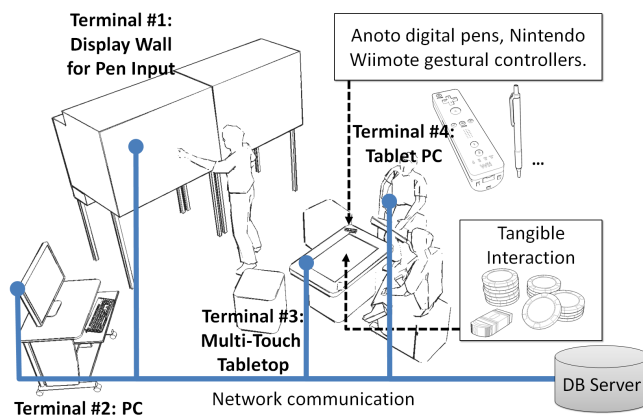 Terminal #1:
Display Wall
for Pen Input
Anoto digital pens, Nintendo
Wiimote gestural controllers.
Terminal #4:
Tablet PC
...
Tangible
Interaction
Terminal #3:
Multi-Touch
Tabletop
DB Server
Network communication
Terminal #2: PC